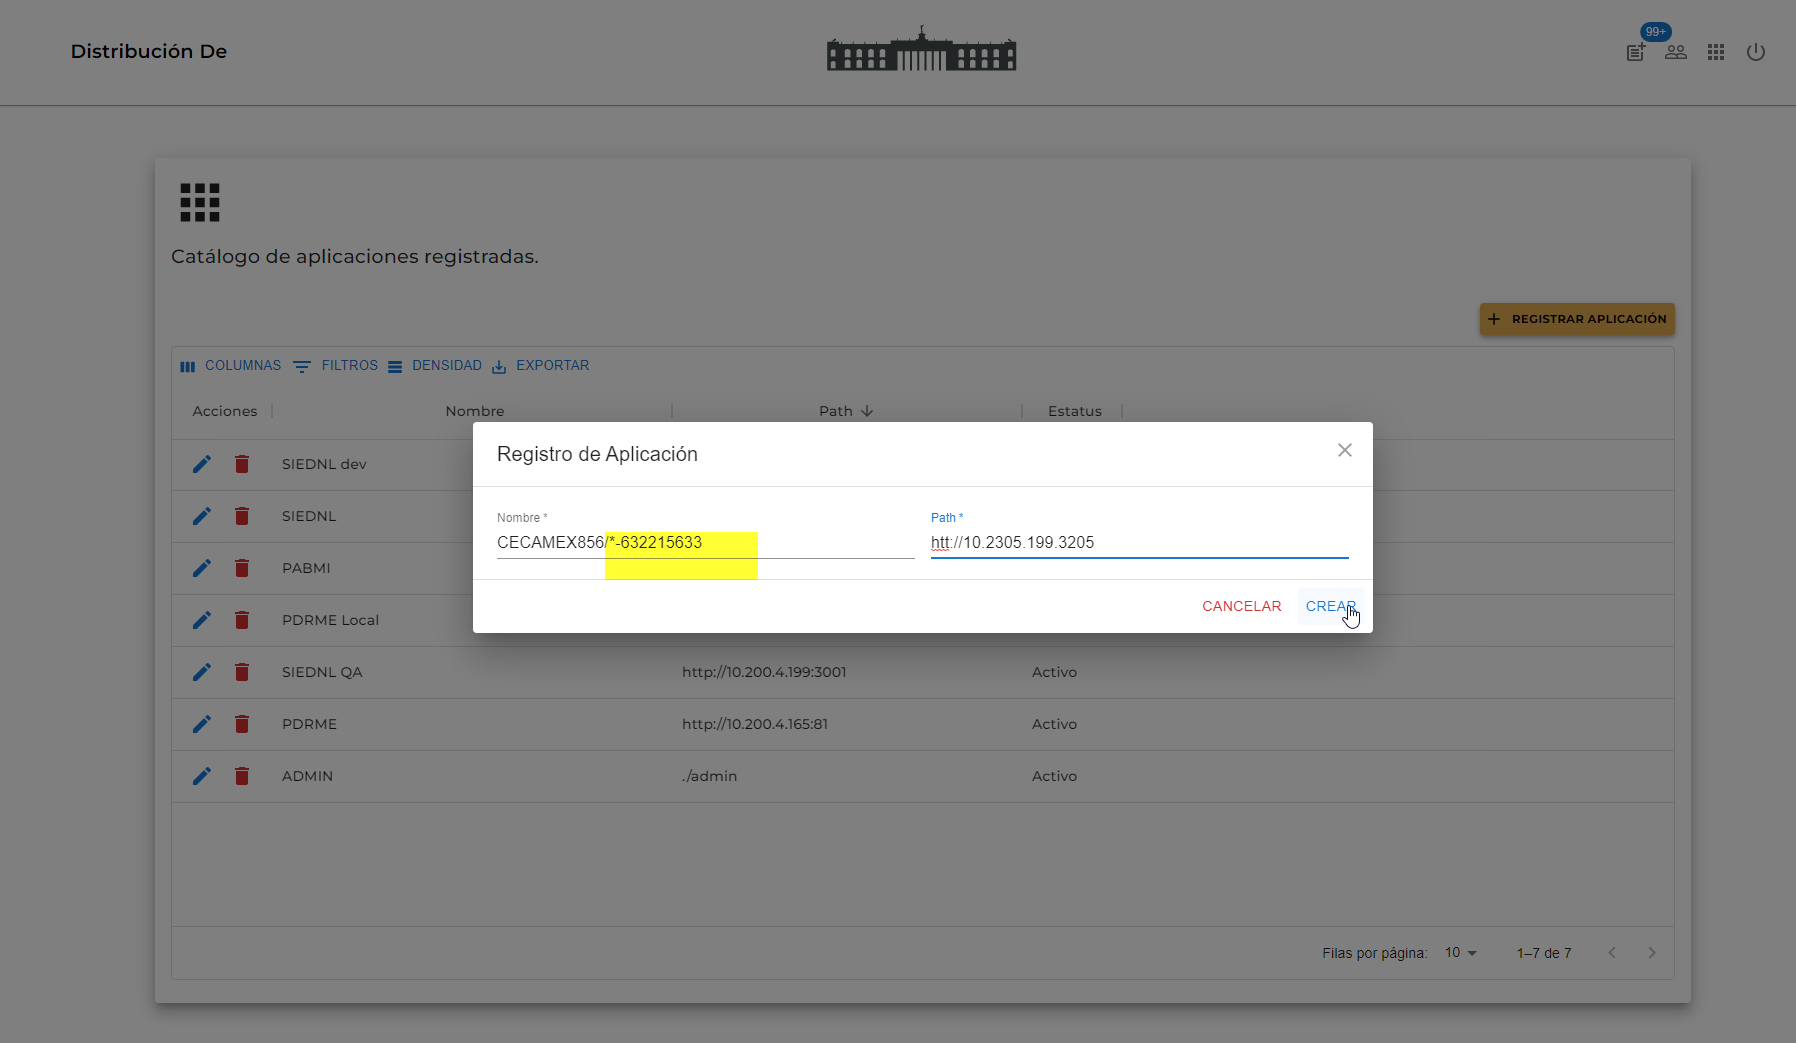 Distribución De
99+
Catálogo de aplicaciones registradas.
REGISTRAR APLICACIÓN
COLUMNAS FILTROS DENSIDAD EXPORTAR
Acciones Nombre Path Estatus
SIEDNL dev
SIEDNL
PABMI
PDRME Local
SIEDNL QA http://10.200.4.199:3001 Activo
PDRME http://10.200.4.165:81 Activo
ADMIN ./admin Activo
Filas por página: 10 1–7 de 7
Registro de Aplicación
Nombre * Path *
CECAMEX856/*-632215633 htt://10.2305.199.3205
CANCELAR CREAR